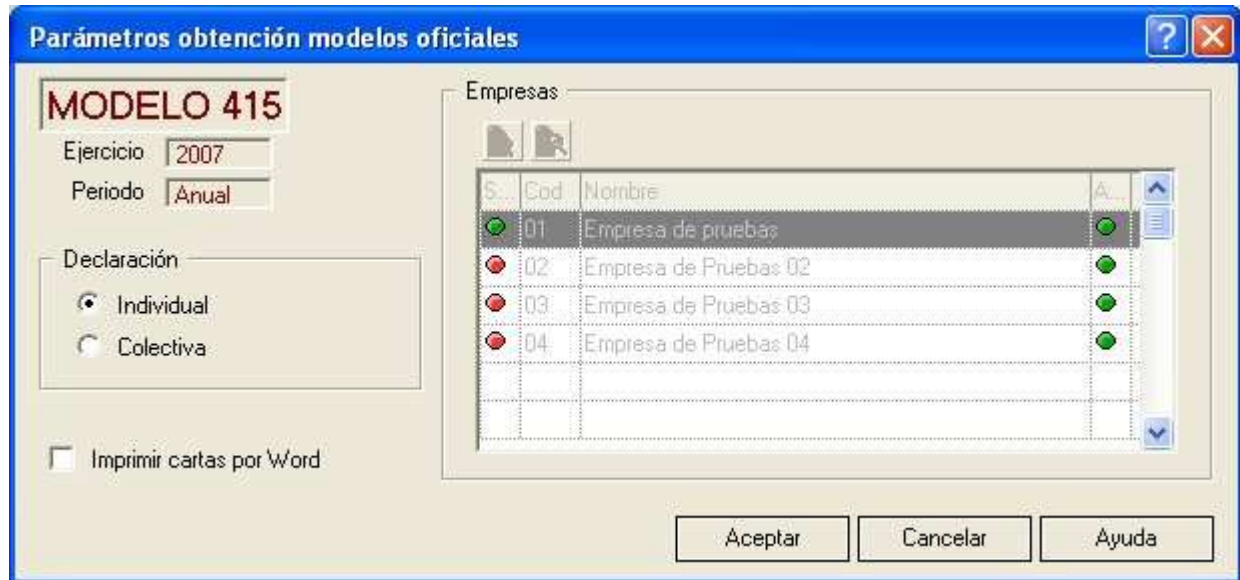 Parámetros obtención modelos oficiales
MODELO 415
Ejercicio 2007
Periodo Anual
Declaración
Individual
Colectiva
Imprimir cartas por Word
Empresas
S... Cod Nombre A...
01 Empresa de pruebas
02 Empresa de Pruebas 02
03 Empresa de Pruebas 03
04 Empresa de Pruebas 04
Aceptar Cancelar Ayuda